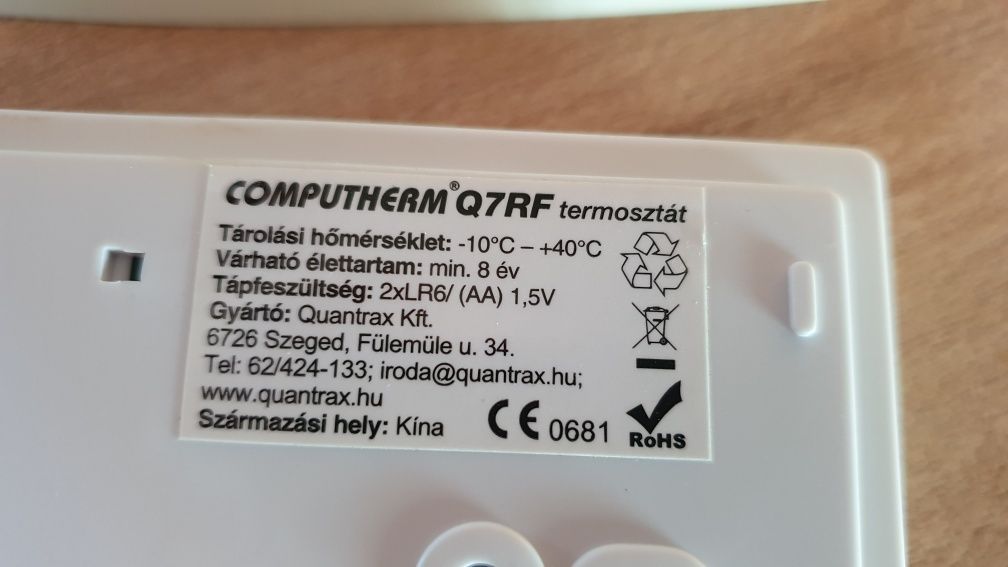 COMPUTHERM® Q7RF termosztát
Tárolási hőmérséklet: -10°C – +40°C
Várható élettartam: min. 8 év
Tápfeszültség: 2xLR6/ (AA) 1,5V
Gyártó: Quantrax Kft.
6726 Szeged, Fülemüle u. 34.
Tel: 62/424-133; iroda@quantrax.hu;
www.quantrax.hu
Származási hely: Kína
CE 0681
RoHS